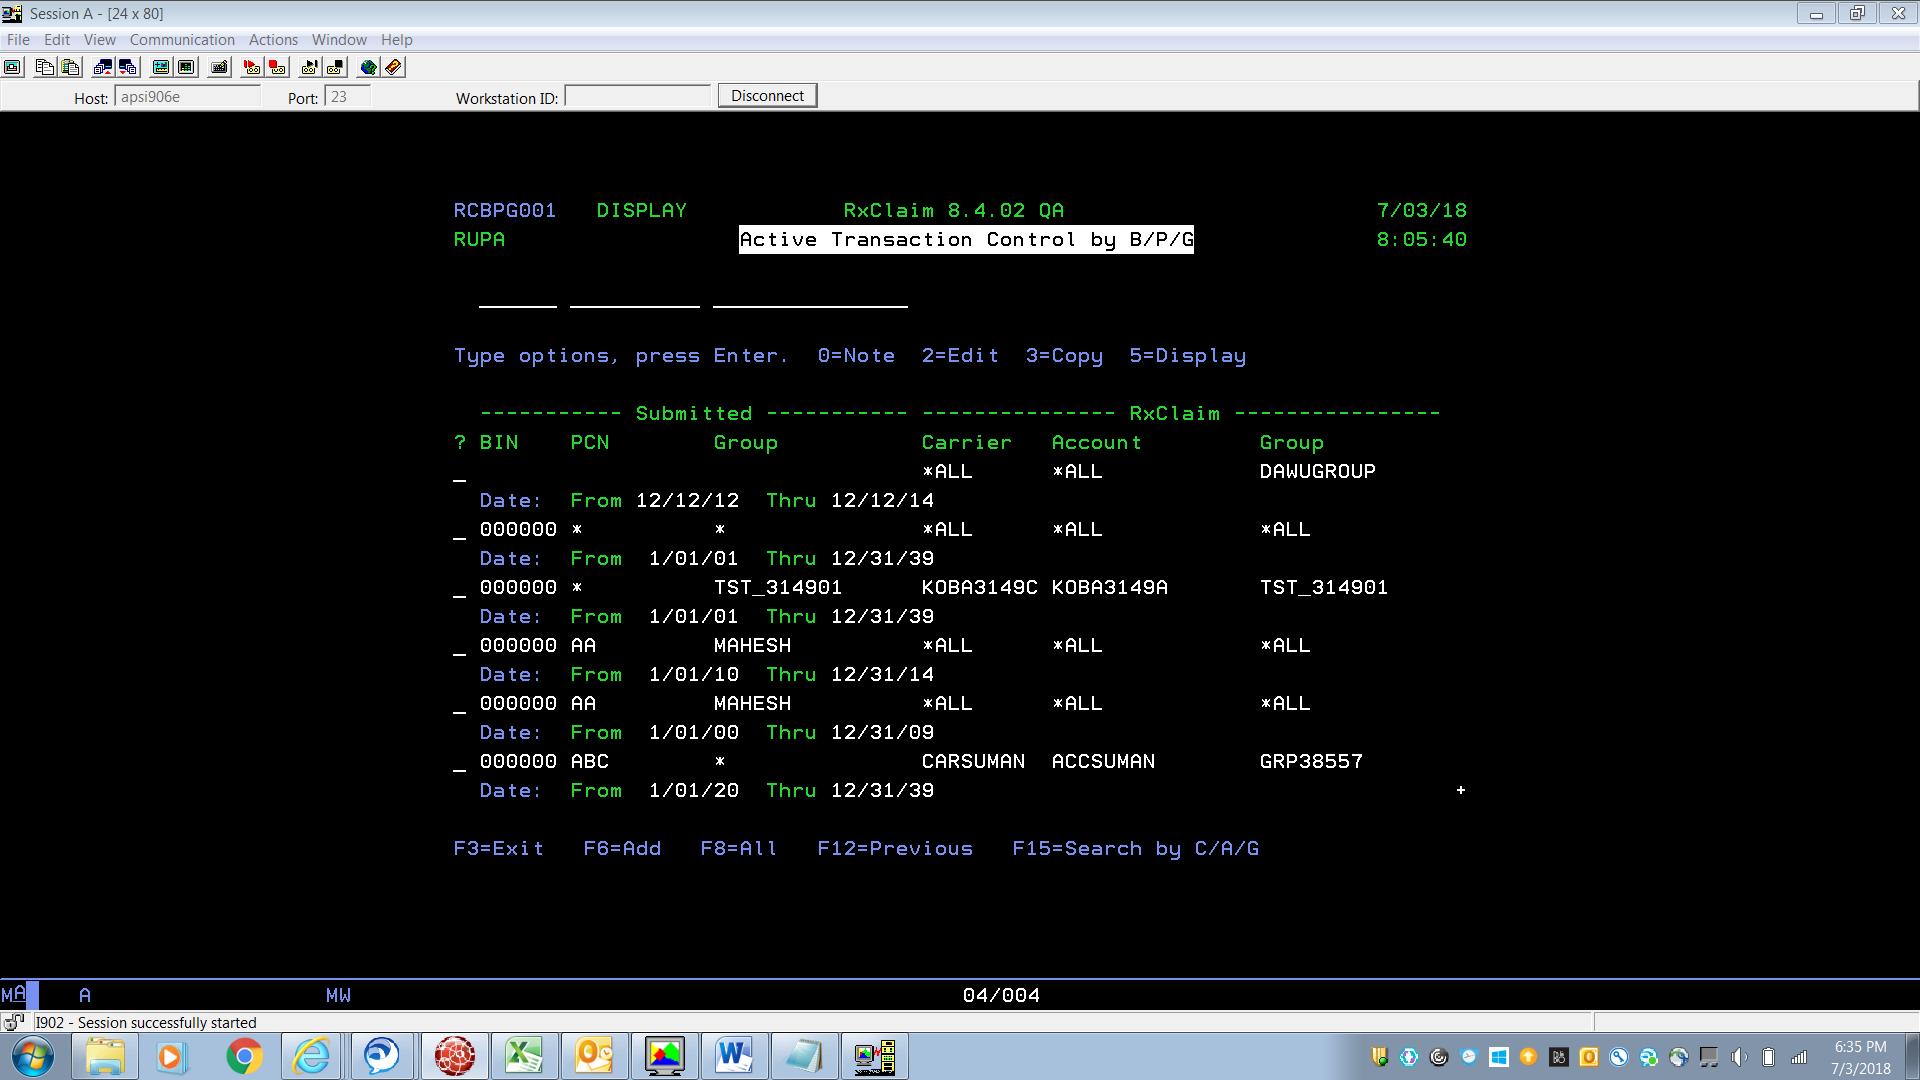 Session A - [24 x 80]
File Edit View Communication Actions Window Help
Host: apsi906e Port: 23 Workstation ID: Disconnect
RCBPG001 DISPLAY RxClaim 8.4.02 QA 7/03/18
RUPA Active Transaction Control by B/P/G 8:05:40
Type options, press Enter. 0=Note 2=Edit 3=Copy 5=Display
----------- Submitted ----------- --------------- RxClaim ----------------
? BIN PCN Group Carrier Account Group
_ *ALL *ALL DAWUGROUP
Date: From 12/12/12 Thru 12/12/14
_ 000000 * * *ALL *ALL *ALL
Date: From 1/01/01 Thru 12/31/39
_ 000000 * TST_314901 KOBA3149C KOBA3149A TST_314901
Date: From 1/01/01 Thru 12/31/39
_ 000000 AA MAHESH *ALL *ALL *ALL
Date: From 1/01/10 Thru 12/31/14
_ 000000 AA MAHESH *ALL *ALL *ALL
Date: From 1/01/00 Thru 12/31/09
_ 000000 ABC * CARSUMAN ACCSUMAN GRP38557
Date: From 1/01/20 Thru 12/31/39 +
F3=Exit F6=Add F8=All F12=Previous F15=Search by C/A/G
MA A MW 04/004
I902 - Session successfully started
6:35 PM
7/3/2018